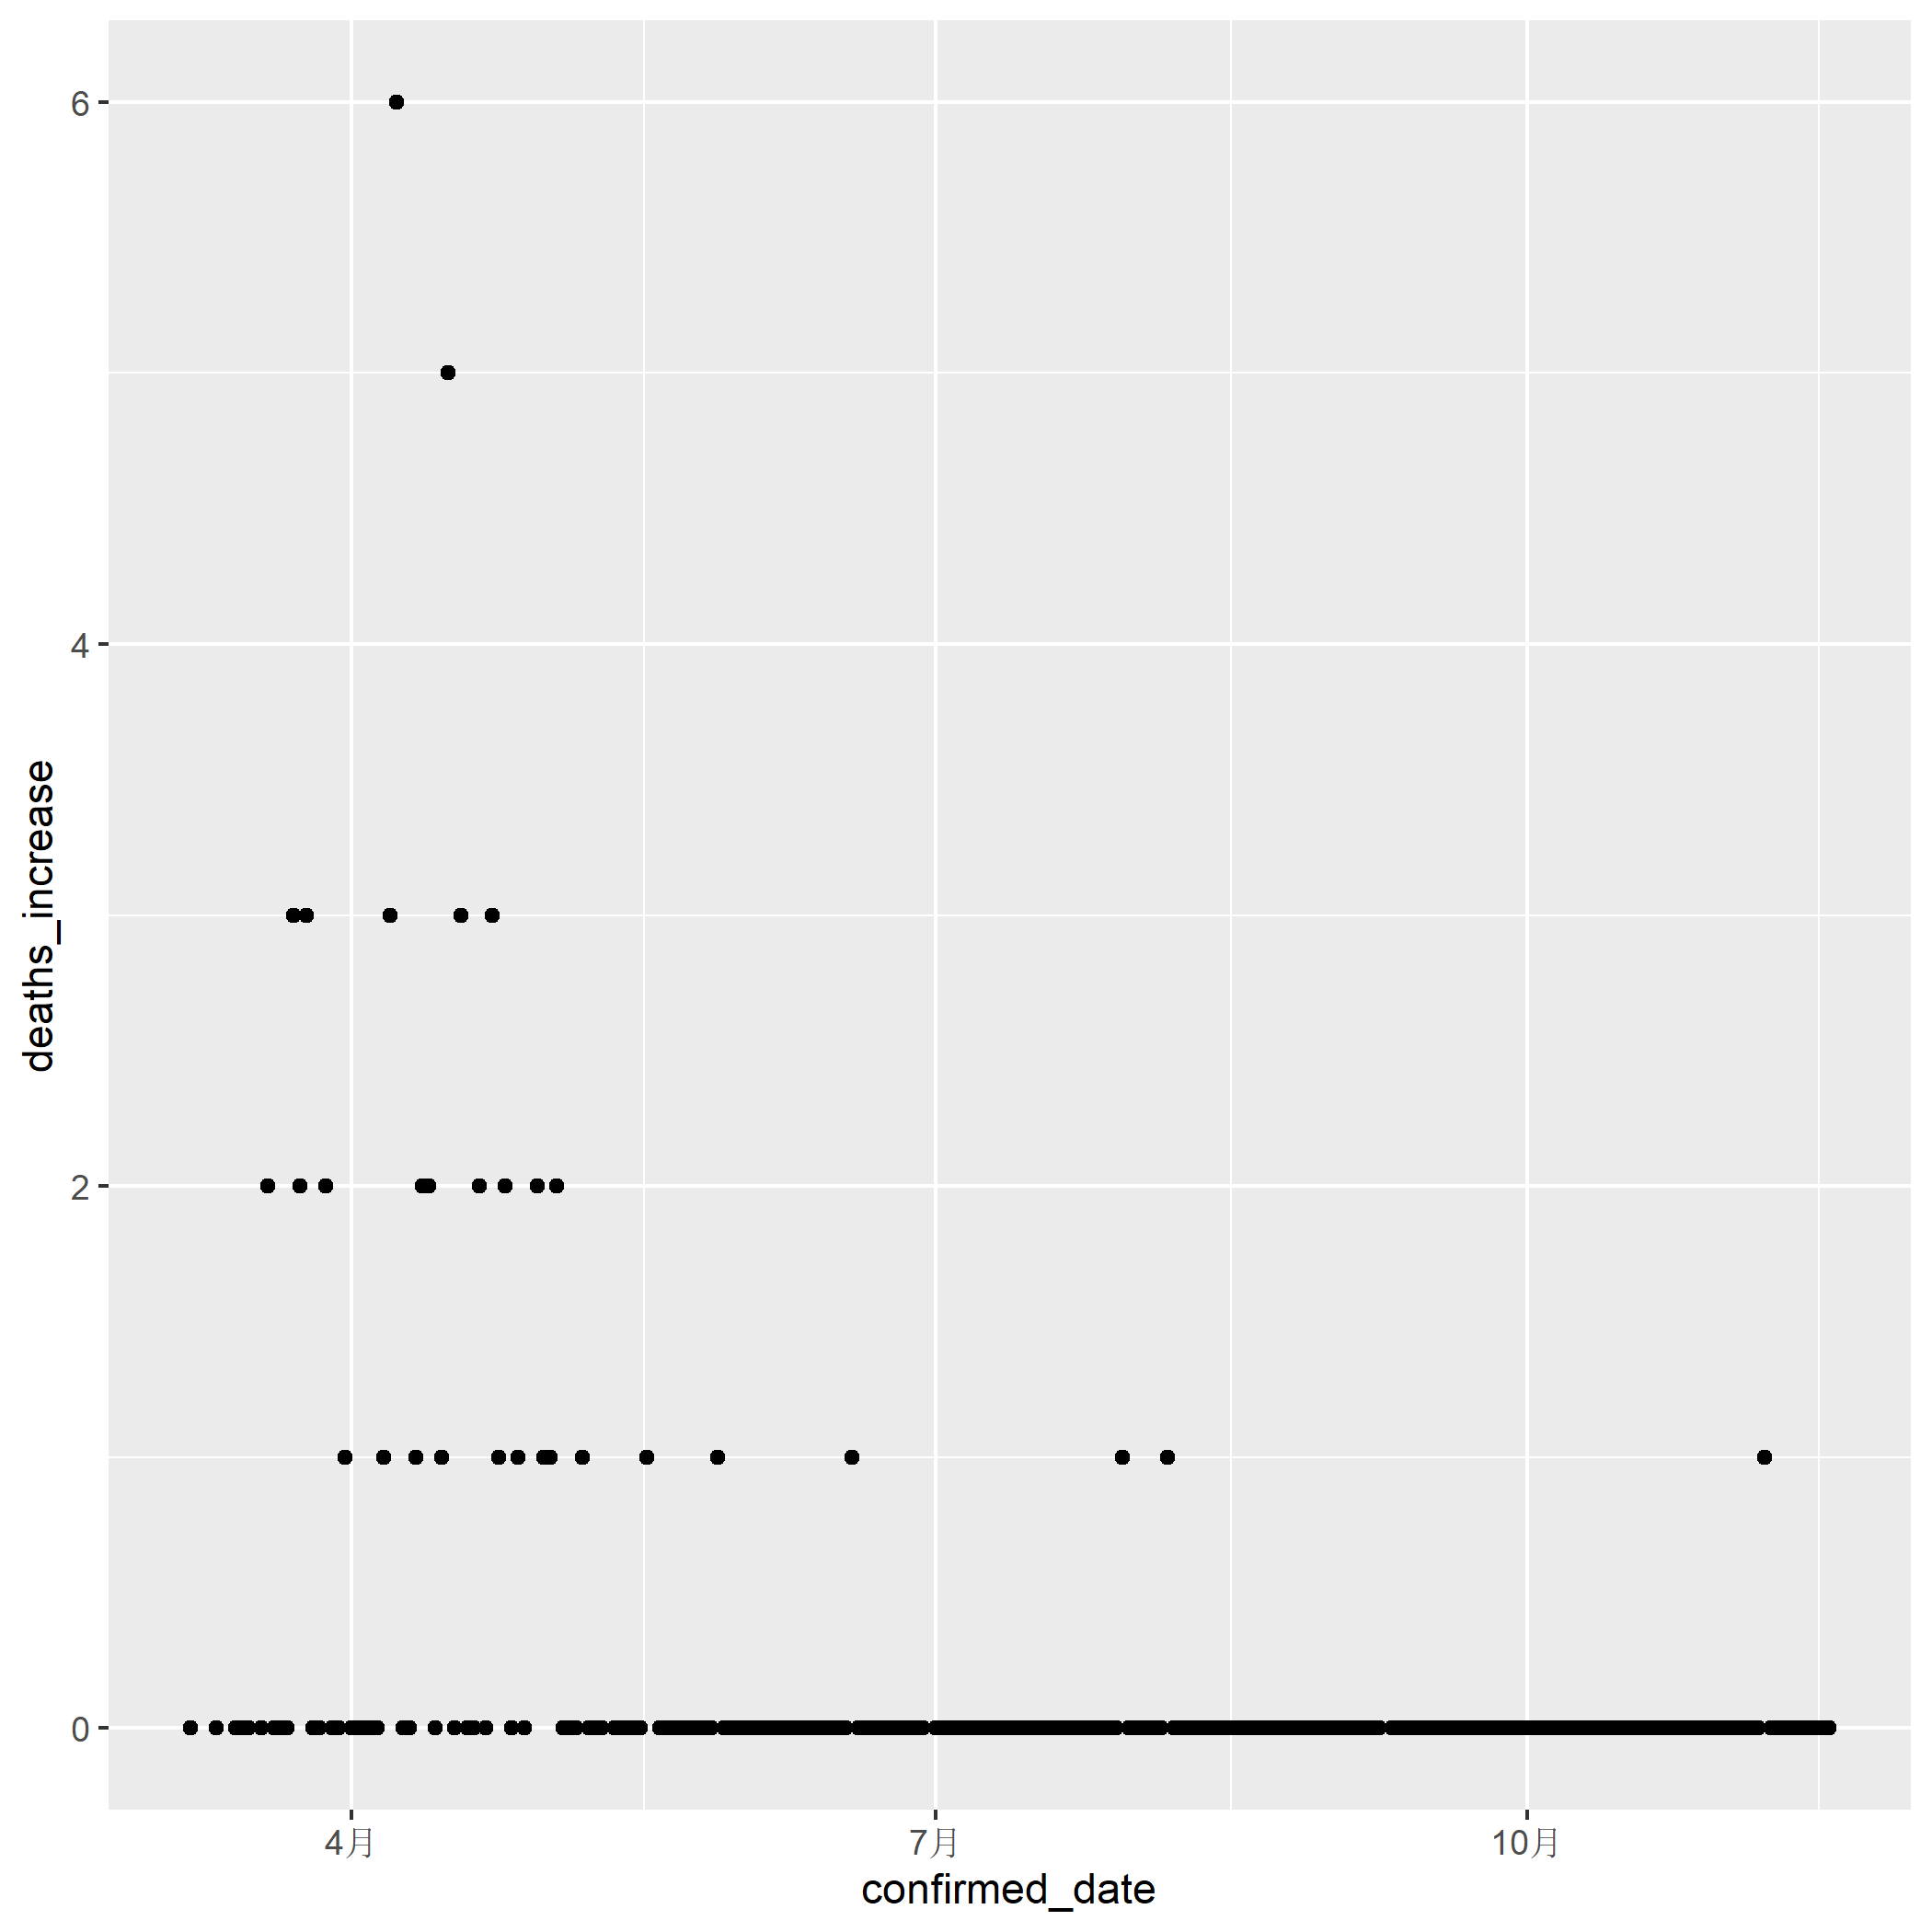 deaths_increase
6
4
2
0
4月
7月
10月
confirmed_date